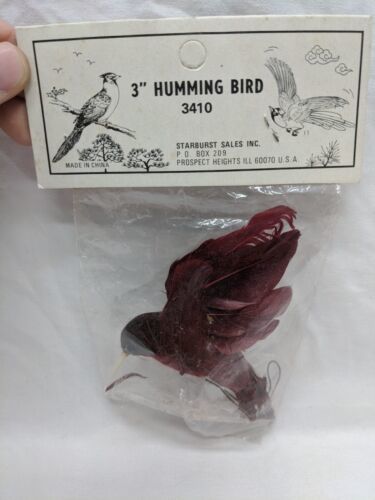 3" HUMMING BIRD
3410
STARBURST SALES INC.
P.O. BOX 209
PROSPECT HEIGHTS ILL 60070 U.S.A
MADE IN CHINA